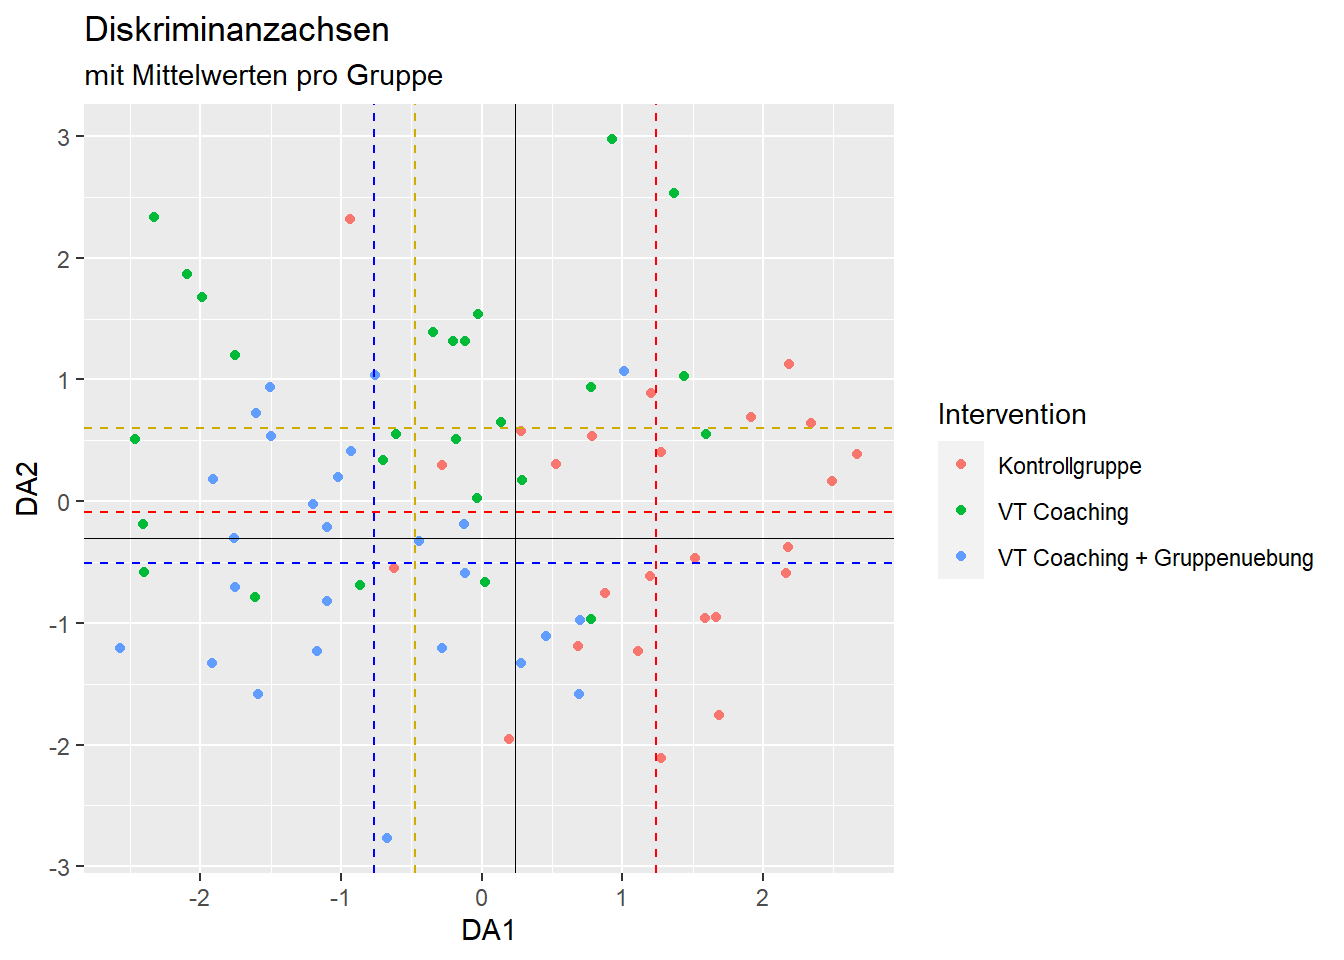 Diskriminanzachsen
mit Mittelwerten pro Gruppe
3
2
1
0
-1
-2
-3
DA2
-2
-1
0
1
2
DA1
Intervention
Kontrollgruppe
VT Coaching
VT Coaching + Gruppenuebung